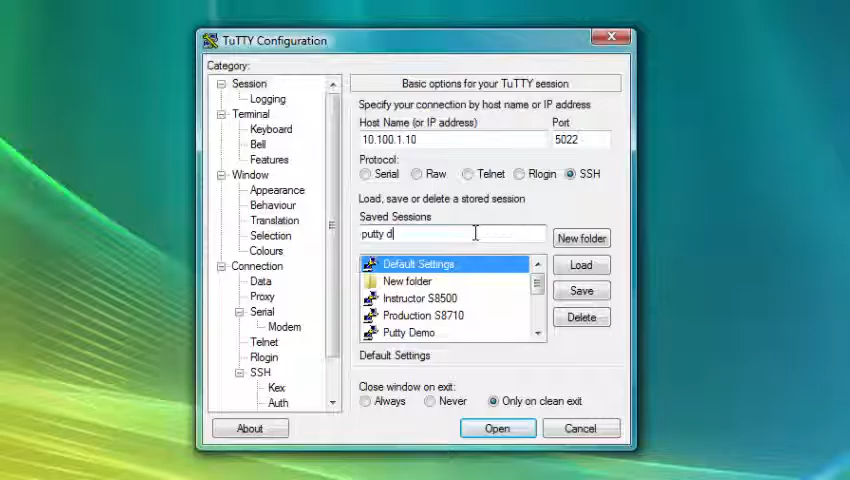 TuTTY Configuration
Category:
Session
Logging
Terminal
Keyboard
Bell
Features
Window
Appearance
Behaviour
Translation
Selection
Colours
Connection
Data
Proxy
Serial
Modem
Telnet
Rlogin
SSH
Kex
Auth
About
Basic options for your TuTTY session
Specify your connection by host name or IP address
Host Name (or IP address) Port
10.100.1.10 5022
Protocol:
Serial Raw Telnet Rlogin SSH
Load, save or delete a stored session
Saved Sessions
putty d
New folder
Default Settings
New folder
Instructor S8500
Production S8710
Putty Demo
Load
Save
Delete
Default Settings
Close window on exit:
Always Never Only on clean exit
Open Cancel